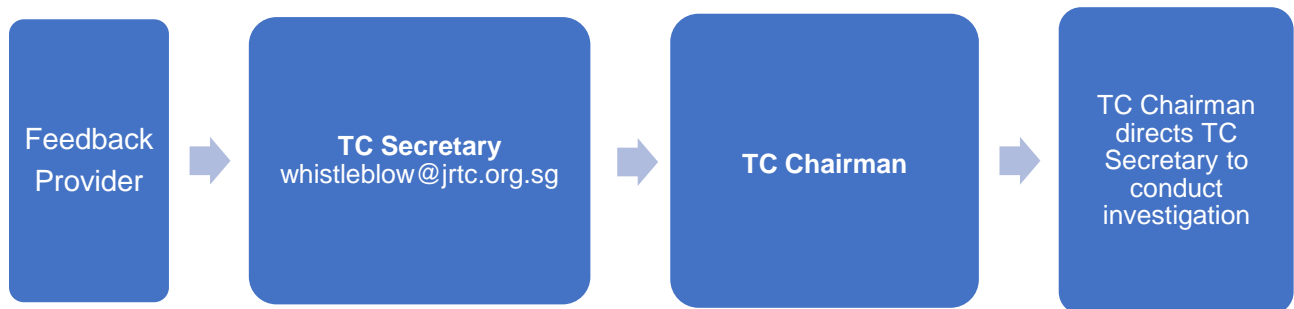 Feedback
Provider
TC Secretary
whistleblow@jrtc.org.sg
TC Chairman
TC Chairman
directs TC
Secretary to
conduct
investigation